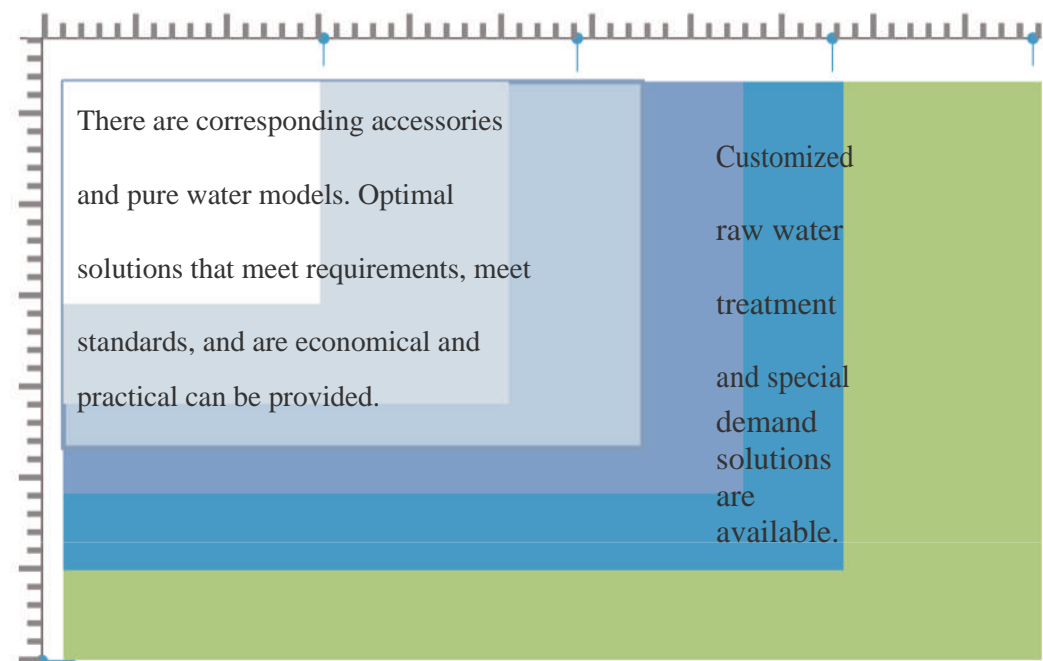 There are corresponding accessories
and pure water models. Optimal
solutions that meet requirements, meet
standards, and are economical and
practical can be provided.
Customized
raw water
treatment
and special
demand
solutions
are
available.